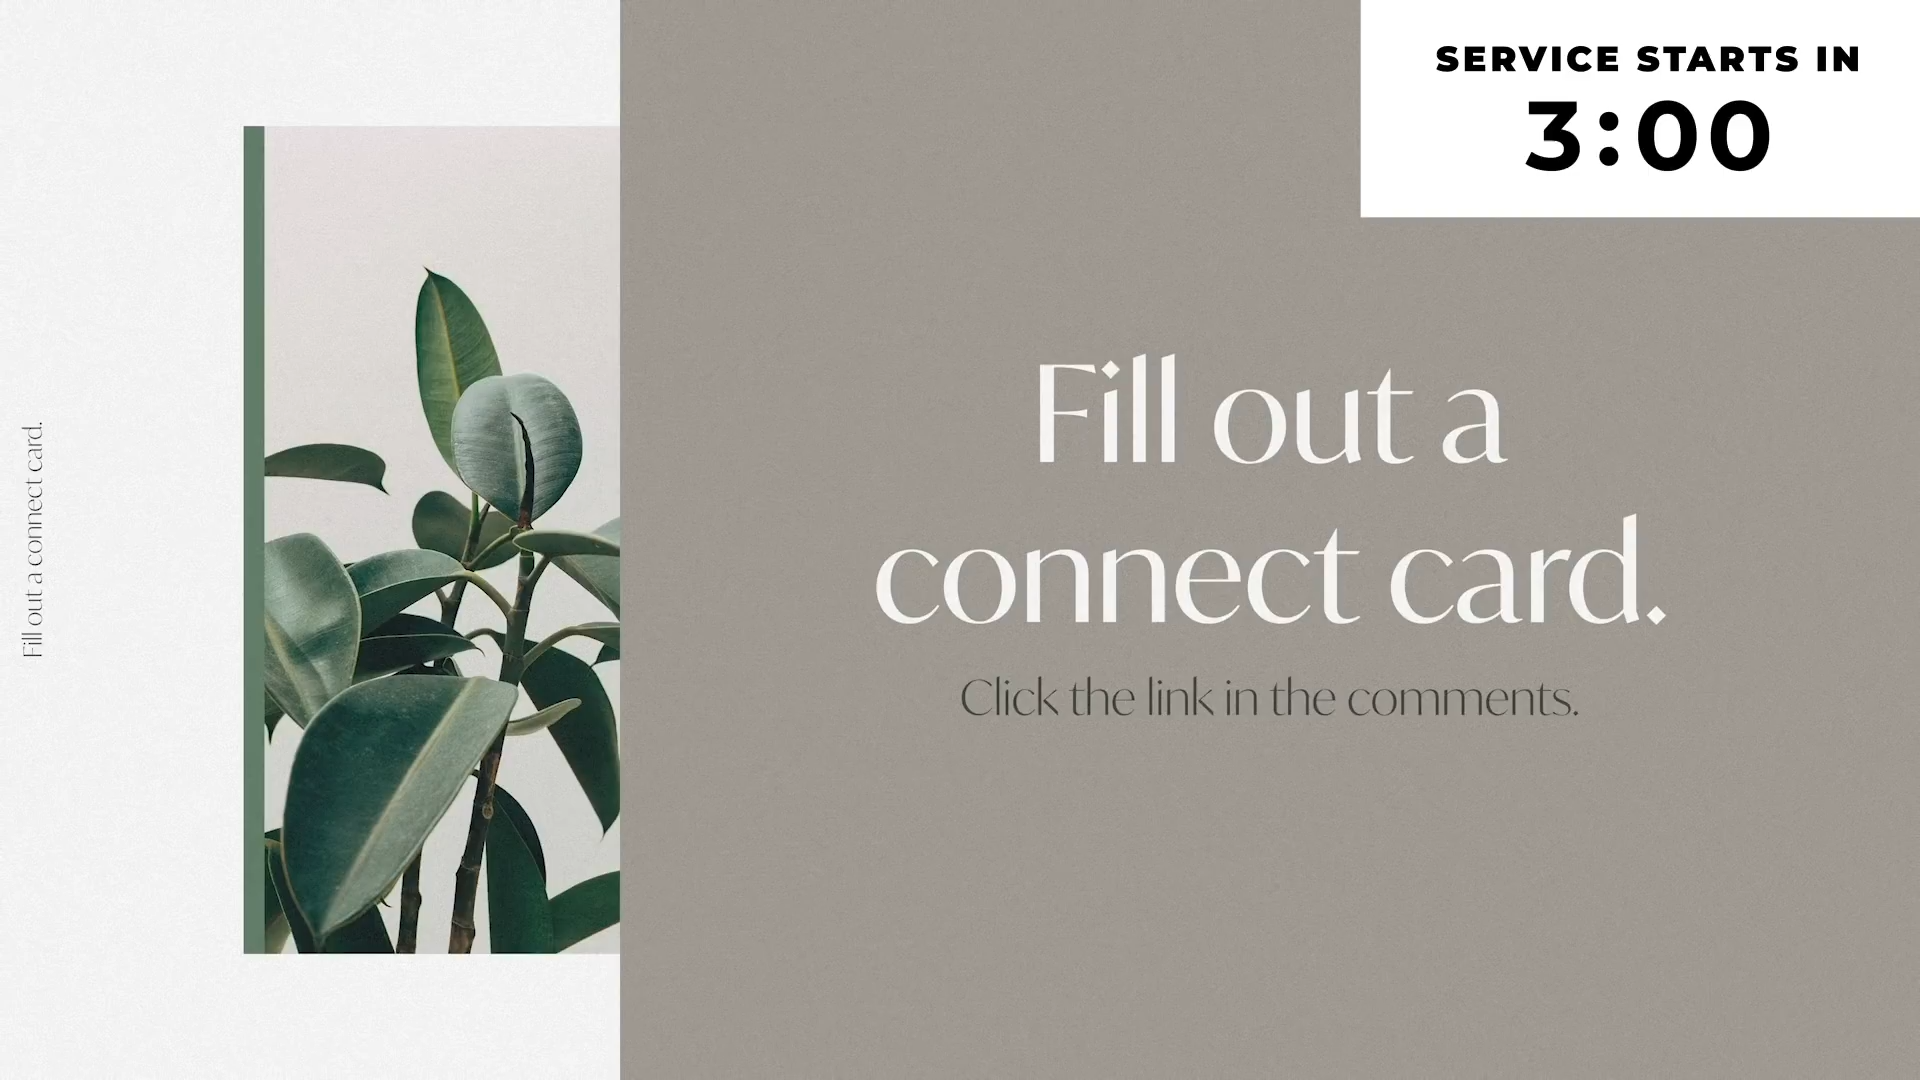 SERVICE STARTS IN
3:00
Fill out a connect card.
Fill out a
connect card.
Click the link in the comments.